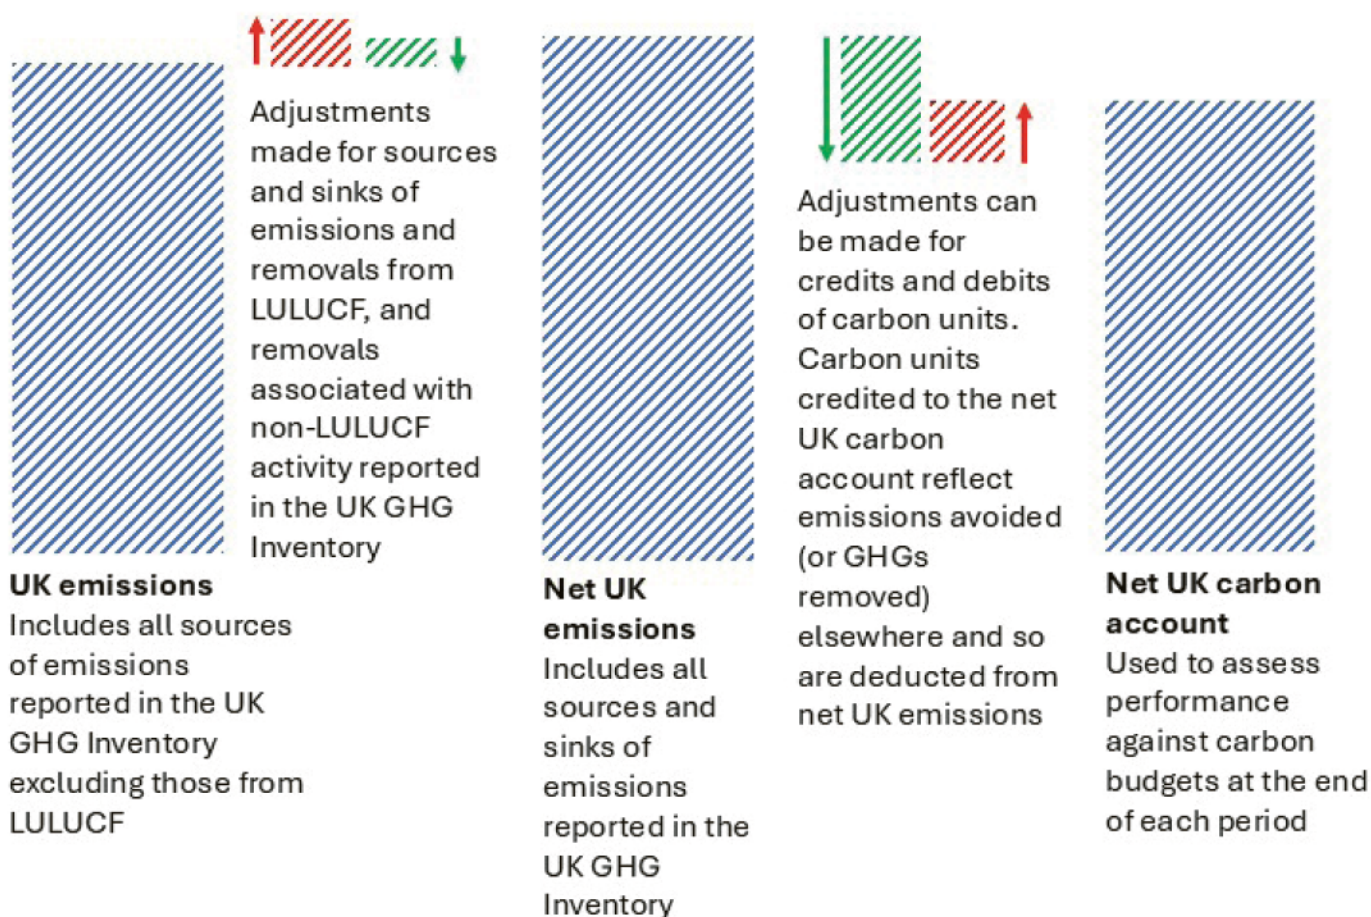 UK emissions
Includes all sources
of emissions
reported in the UK
GHG Inventory
excluding those from
LULUCF
Adjustments
made for sources
and sinks of
emissions and
removals from
LULUCF, and
removals
associated with
non-LULUCF
activity reported
in the UK GHG
Inventory
Net UK
emissions
Includes all
sources and
sinks of
emissions
reported in the
UK GHG
Inventory
Adjustments can
be made for
credits and debits
of carbon units.
Carbon units
credited to the net
UK carbon
account reflect
emissions avoided
(or GHGs
removed)
elsewhere and so
are deducted from
net UK emissions
Net UK carbon
account
Used to assess
performance
against carbon
budgets at the end
of each period